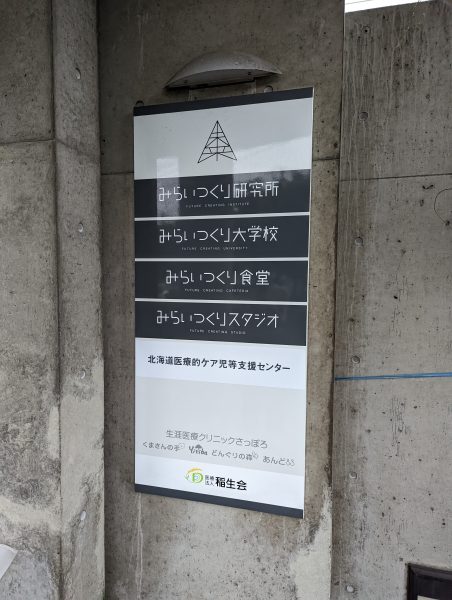 みらいつくり研究所
FUTURE CREATING INSTITUTE
みらいつくり大学校
FUTURE CREATING UNIVERSITY
みらいつくり食堂
FUTURE CREATING CAFETERIA
みらいつくりスタジオ
FUTURE CREATING STUDIO
北海道医療的ケア児等支援センター
生涯医療クリニックさっぽろ
くまさんの手 どんぐりの森 あんど
医療法人 稲生会